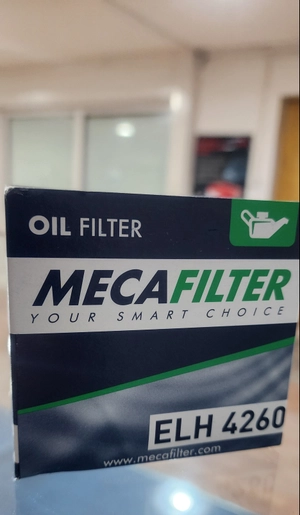 OIL FILTER
MECAFILTER
YOUR SMART CHOICE
ELH 4260
www.mecafilter.com